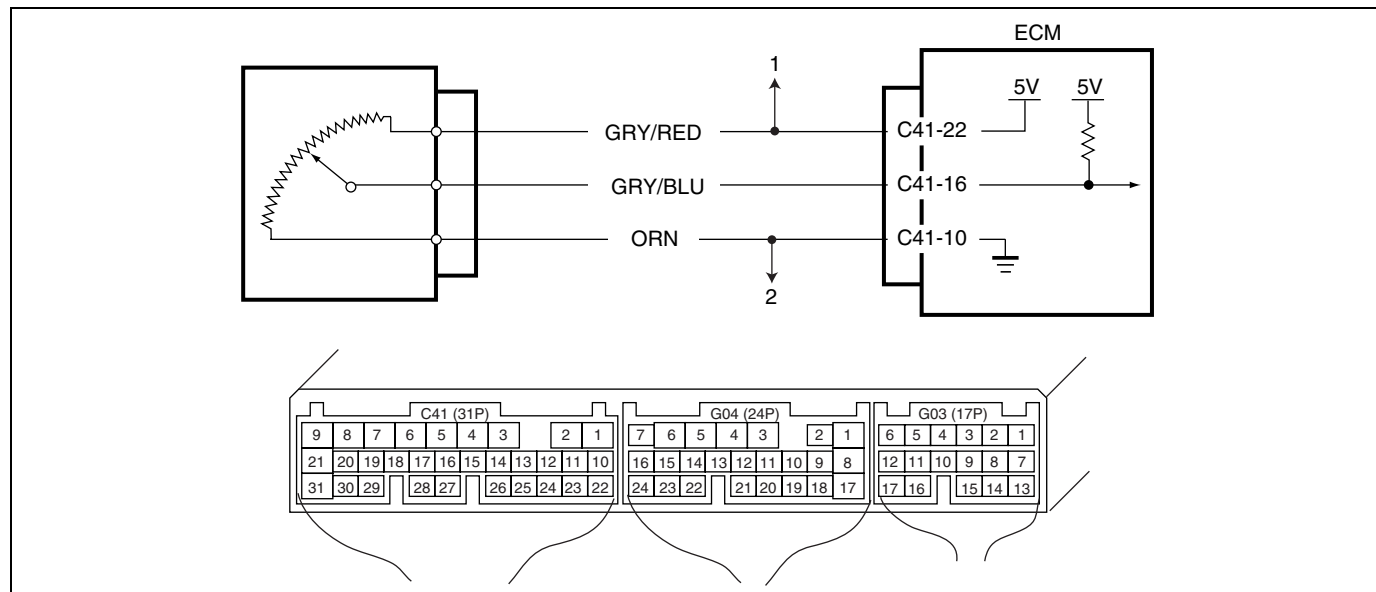 ECM
1
5V 5V
GRY/RED C41-22
GRY/BLU C41-16
ORN C41-10
2
C41 (31P) G04 (24P) G03 (17P)
9 8 7 6 5 4 3 2 1 7 6 5 4 3 2 1 6 5 4 3 2 1
21 20 19 18 17 16 15 14 13 12 11 10 16 15 14 13 12 11 10 9 8 12 11 10 9 8 7
31 30 29 28 27 26 25 24 23 22 24 23 22 21 20 19 18 17 17 16 15 14 13